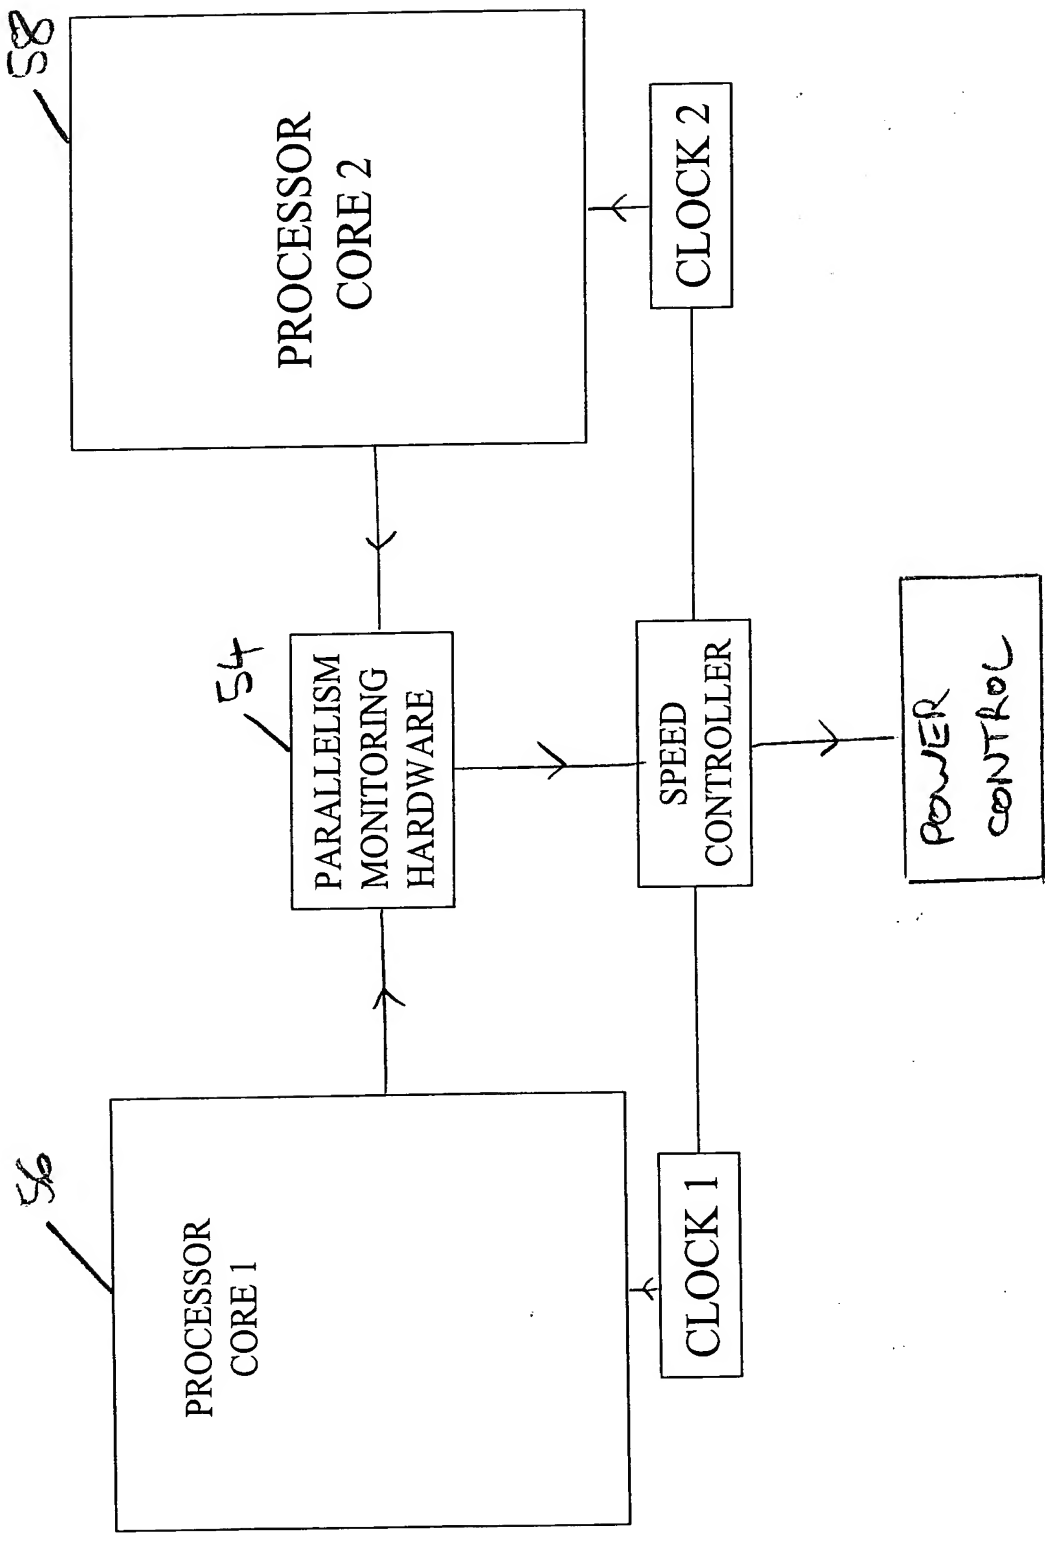 56
PROCESSOR
CORE 1
54
PARALLELISM
MONITORING
HARDWARE
58
PROCESSOR
CORE 2
CLOCK 1
SPEED
CONTROLLER
CLOCK 2
POWER
CONTROL